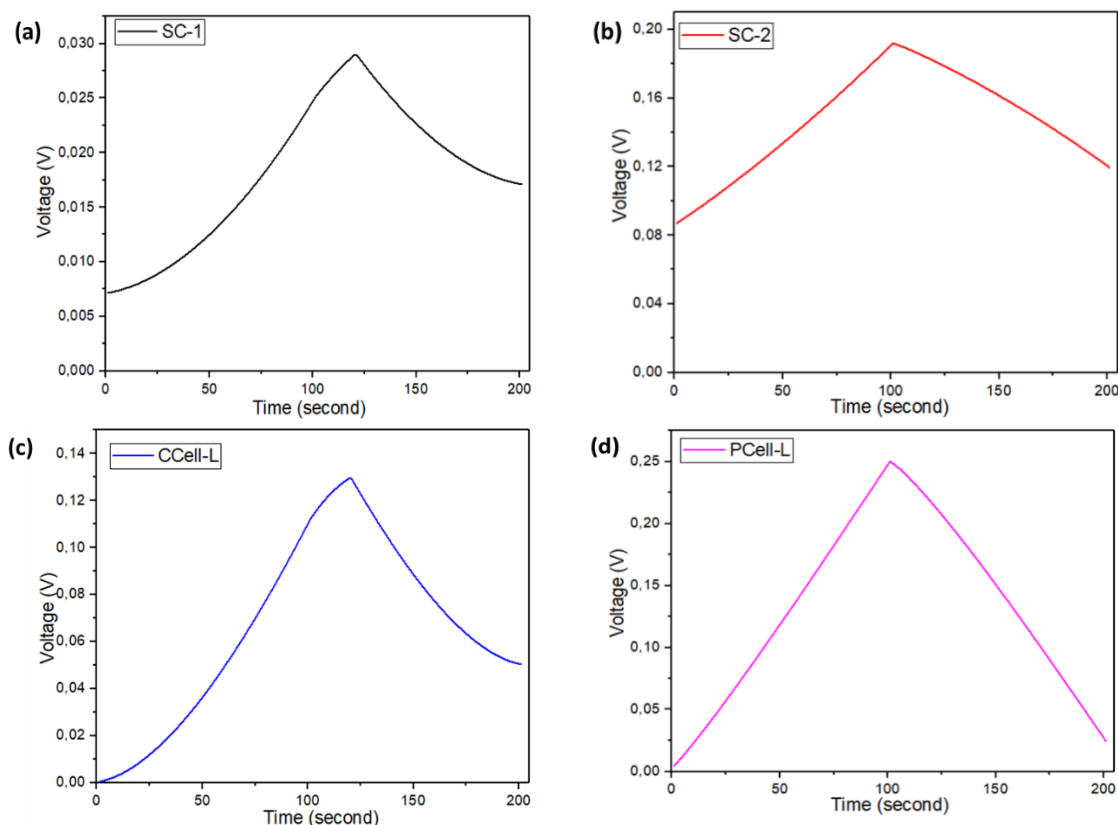 (a)
SC-1
0,030
0,025
0,020
0,015
0,010
0,005
0,000
Voltage (V)
0 50 100 150 200
Time (second)
(b)
SC-2
0,20
0,16
0,12
0,08
0,04
0,00
Voltage (V)
0 50 100 150 200
Time (second)
(c)
CCell-L
0,14
0,12
0,10
0,08
0,06
0,04
0,02
0,00
Voltage (V)
0 50 100 150 200
Time (second)
(d)
PCell-L
0,25
0,20
0,15
0,10
0,05
0,00
Voltage (V)
0 50 100 150 200
Time (second)